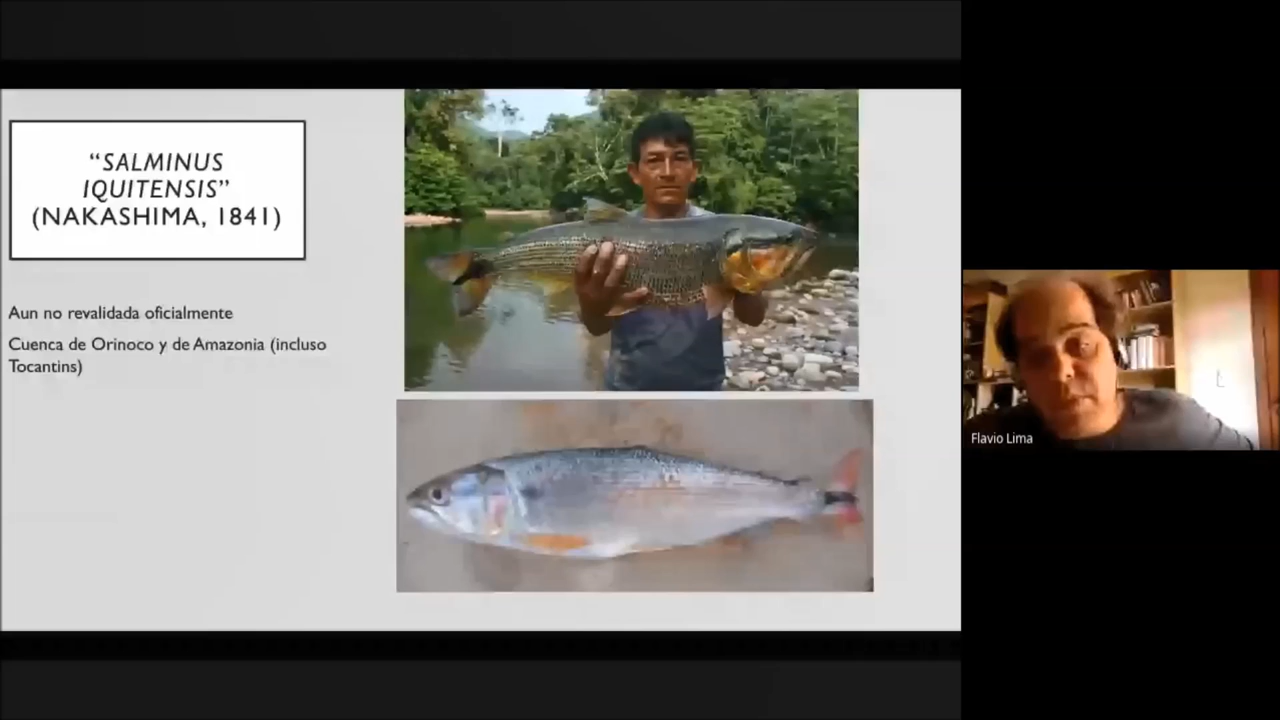 “SALMINUS
IQUITENSIS”
(NAKASHIMA, 1841)
Aun no revalidada oficialmente
Cuenca de Orinoco y de Amazonia (incluso
Tocantins)
Flavio Lima